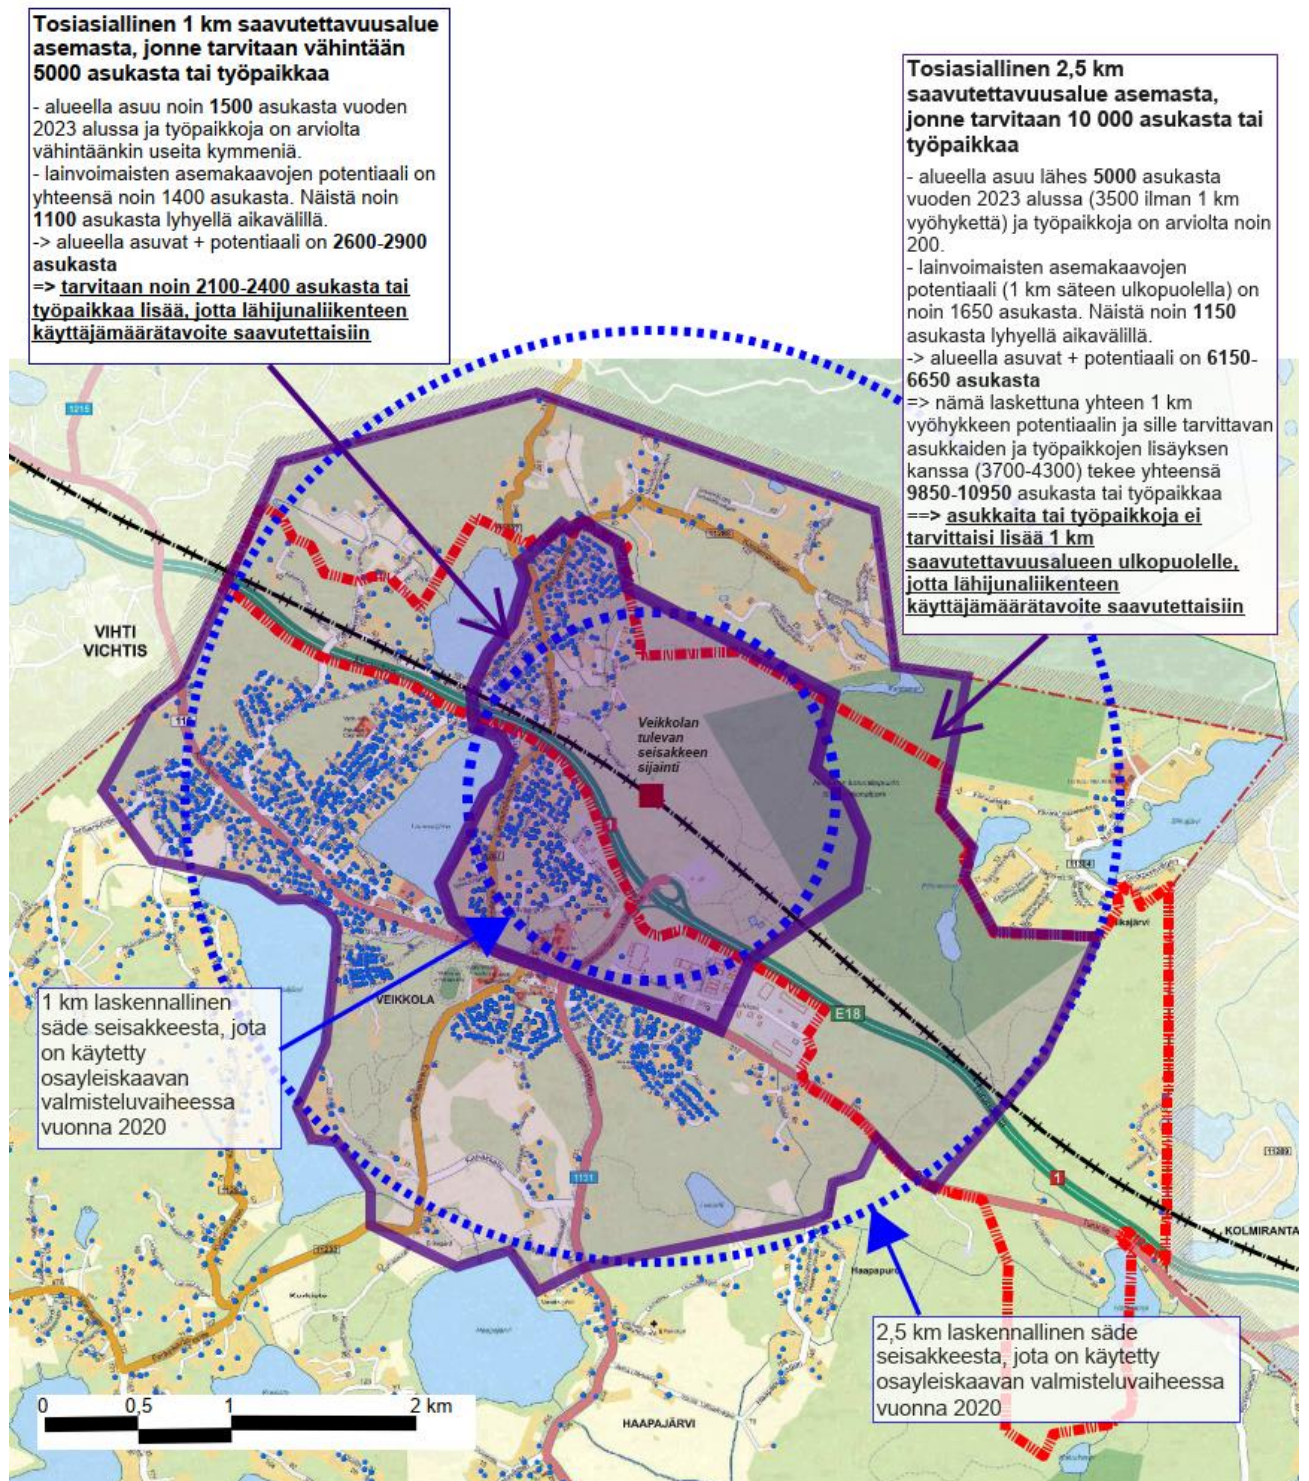 Tosiasiallinen 1 km saavutettavuusalue
asemasta, jonne tarvitaan vähintään
5000 asukasta tai työpaikkaa
- alueella asuu noin 1500 asukasta vuoden
2023 alussa ja työpaikkoja on arviolta
vähintäänkin useita kymmeniä.
- lainvoimaisten asemakaavojen potentiaali on
yhteensä noin 1400 asukasta. Näistä noin
1100 asukasta lyhyellä aikavälillä.
-> alueella asuvat + potentiaali on 2600-2900
asukasta
=> tarvitaan noin 2100-2400 asukasta tai
työpaikkaa lisää, jotta lähijunaliikenteen
käyttäjämäärätavoite saavutettaisiin
Tosiasiallinen 2,5 km
saavutettavuusalue asemasta,
jonne tarvitaan 10 000 asukasta tai
työpaikkaa
- alueella asuu lähes 5000 asukasta
vuoden 2023 alussa (3500 ilman 1 km
vyöhykettä) ja työpaikkoja on arviolta noin
200.
- lainvoimaisten asemakaavojen
potentiaali (1 km säteen ulkopuolella) on
noin 1650 asukasta. Näistä noin 1150
asukasta lyhyellä aikavälillä.
-> alueella asuvat + potentiaali on 6150-
6650 asukasta
=> nämä laskettuna yhteen 1 km
vyöhykkeen potentiaalin ja sille tarvittavan
asukkaiden ja työpaikkojen lisäyksen
kanssa (3700-4300) tekee yhteensä
9850-10950 asukasta tai työpaikkaa
==> asukkaita tai työpaikkoja ei
tarvittaisi lisää 1 km
saavutettavuusalueen ulkopuolelle,
jotta lähijunaliikenteen
käyttäjämäärätavoite saavutettaisiin
1215
VIHTI
VICHTIS
Veikkolan
tulevan
seisakkeen
sijainti
1
11304
VEIKKOLA
E18
1 km laskennallinen
säde seisakkeesta, jota
on käytetty
osayleiskaavan
valmisteluvaiheessa
vuonna 2020
1131
1
11289
KOLMIRANTA
11233
Haapapuro
Kurkisto
Haapajärvi
2,5 km laskennallinen säde
seisakkeesta, jota on käytetty
osayleiskaavan valmisteluvaiheessa
vuonna 2020
0 0,5 1 2 km
HAAPAJÄRVI